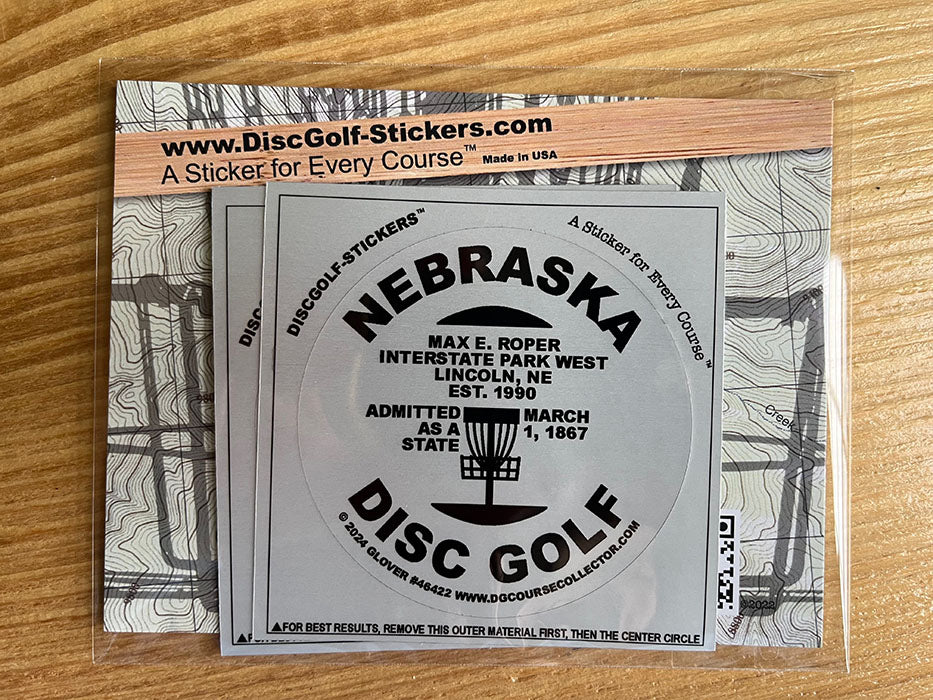 www.DiscGolf-Stickers.com
A Sticker for Every Course™ Made in USA
DISCGOLF-STICKERS™
A Sticker for Every Course™
NEBRASKA
MAX E. ROPER
INTERSTATE PARK WEST
LINCOLN, NE
EST. 1990
ADMITTED MARCH
AS A 1, 1867
STATE
DISC GOLF
© 2024 GLOVER #46422 WWW.DGCOURSECOLLECTOR.COM
▲FOR BEST RESULTS, REMOVE THIS OUTER MATERIAL FIRST, THEN THE CENTER CIRCLE
DISC
Creek
©2022